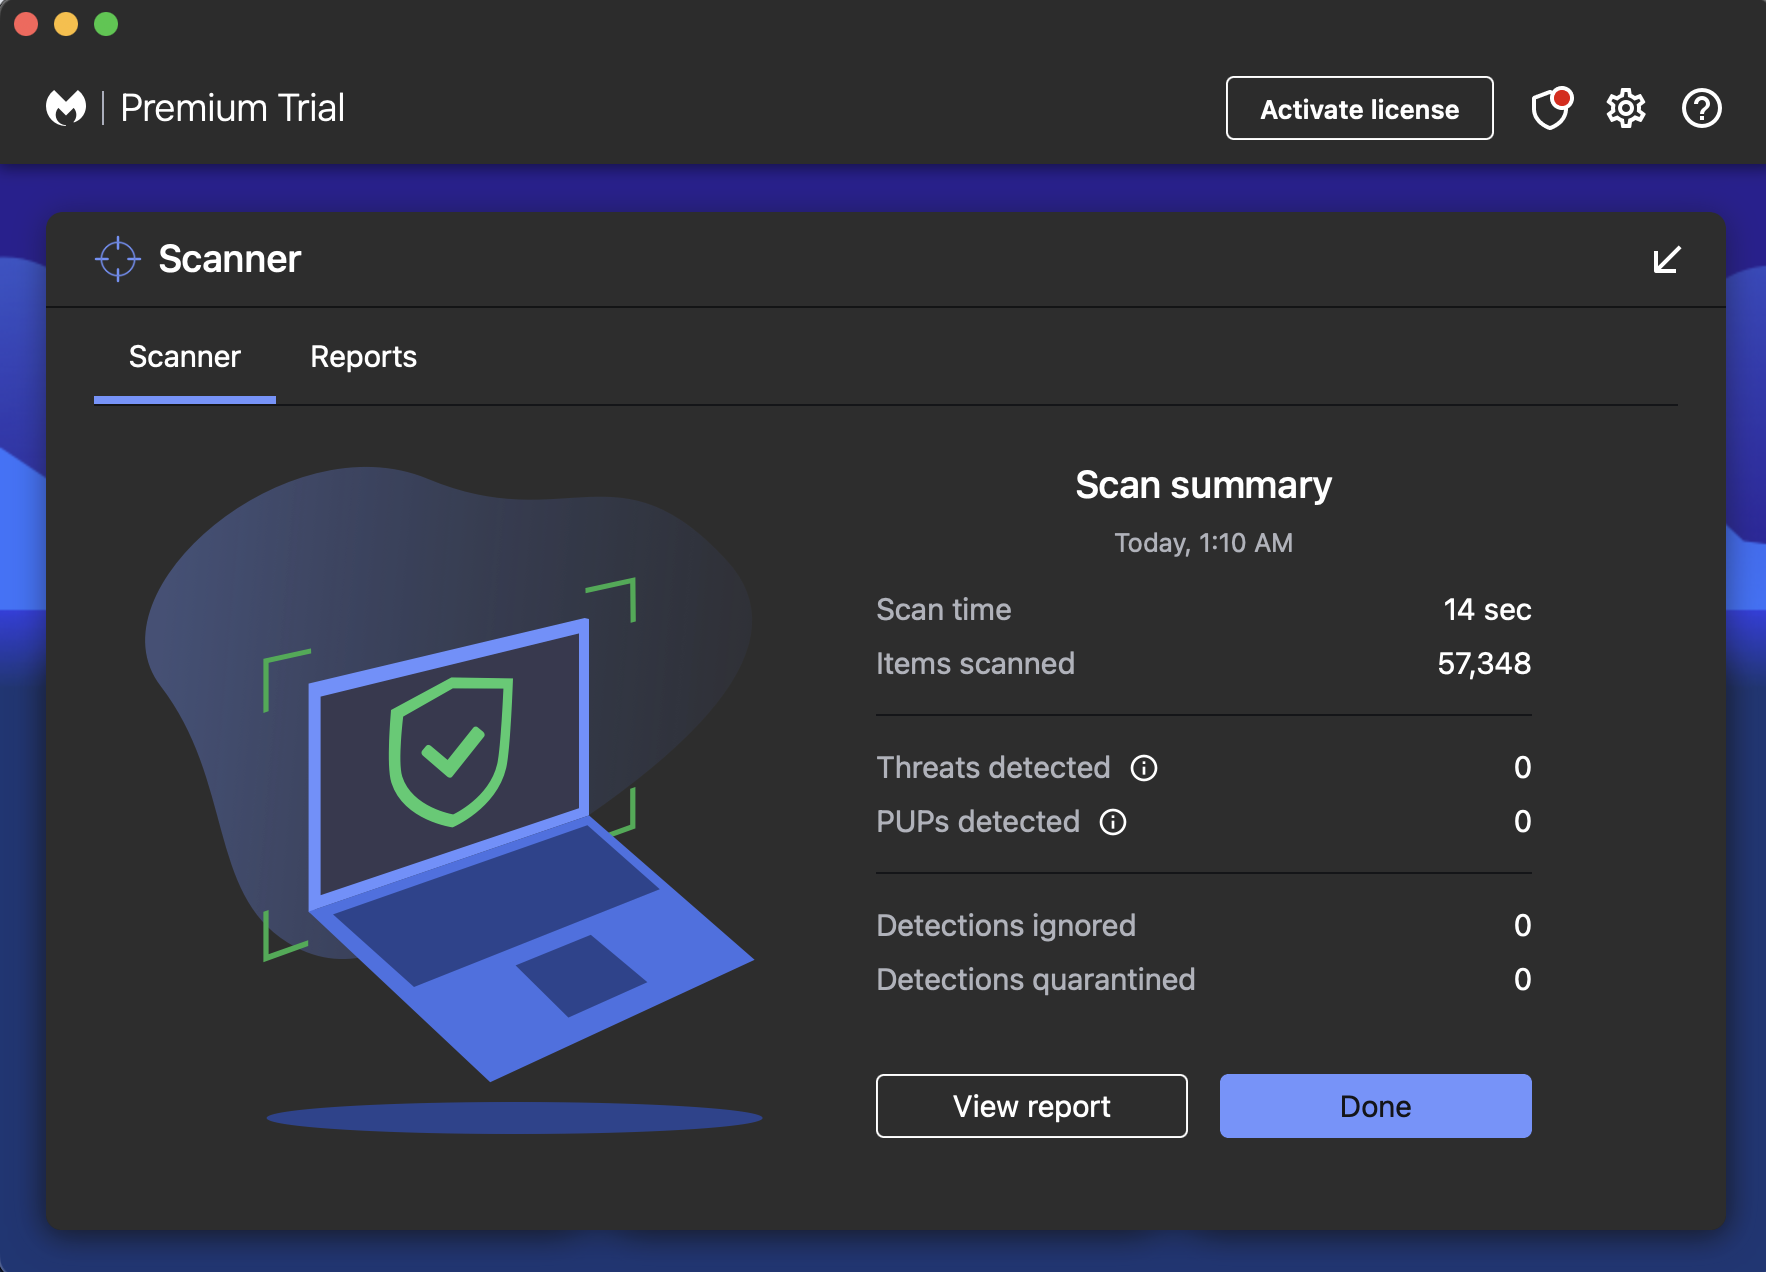 Premium Trial
Activate license
Scanner
Scanner
Reports
Scan summary
Today, 1:10 AM
Scan time 14 sec
Items scanned 57,348
Threats detected 0
PUPs detected 0
Detections ignored 0
Detections quarantined 0
View report
Done